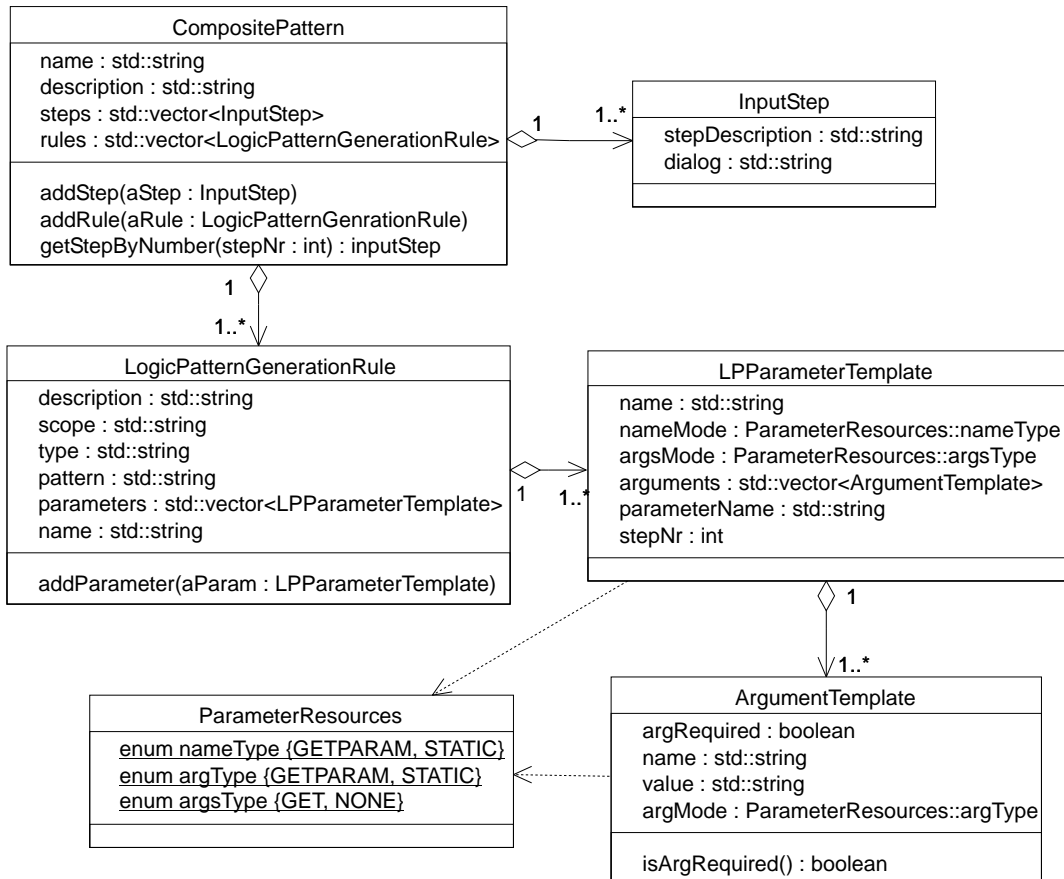 CompositePattern
name : std::string
description : std::string
steps : std::vector<InputStep>
rules : std::vector<LogicPatternGenerationRule>
addStep(aStep : InputStep)
addRule(aRule : LogicPatternGenrationRule)
getStepByNumber(stepNr : int) : inputStep
1
1..*
InputStep
stepDescription : std::string
dialog : std::string
1
1..*
LogicPatternGenerationRule
description : std::string
scope : std::string
type : std::string
pattern : std::string
parameters : std::vector<LPParameterTemplate>
name : std::string
addParameter(aParam : LPParameterTemplate)
1
1..*
LPParameterTemplate
name : std::string
nameMode : ParameterResources::nameType
argsMode : ParameterResources::argsType
arguments : std::vector<ArgumentTemplate>
parameterName : std::string
stepNr : int
1
1..*
ParameterResources
enum nameType {GETPARAM, STATIC}
enum argType {GETPARAM, STATIC}
enum argsType {GET, NONE}
ArgumentTemplate
argRequired : boolean
name : std::string
value : std::string
argMode : ParameterResources::argType
isArgRequired() : boolean